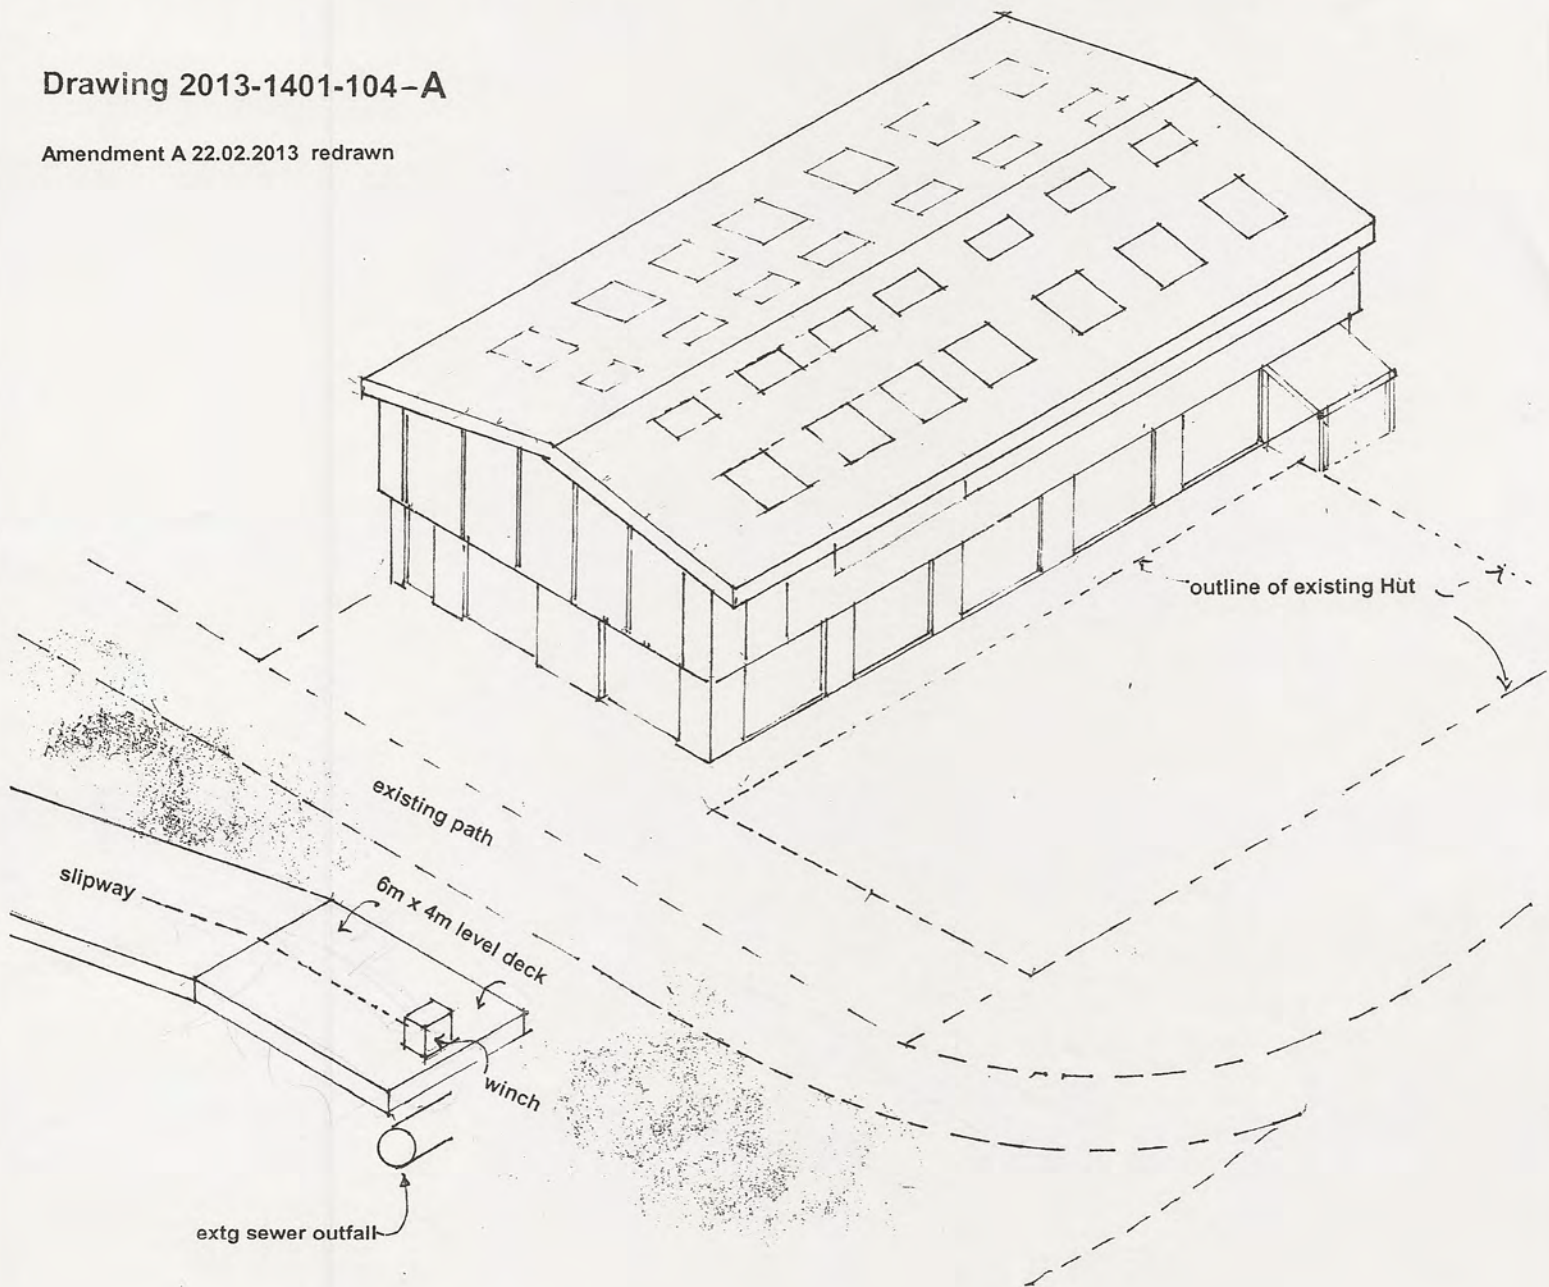 Drawing 2013-1401-104-A
Amendment A 22.02.2013 redrawn
outline of existing Hut
existing path
slipway
6m x 4m level deck
winch
extg sewer outfall